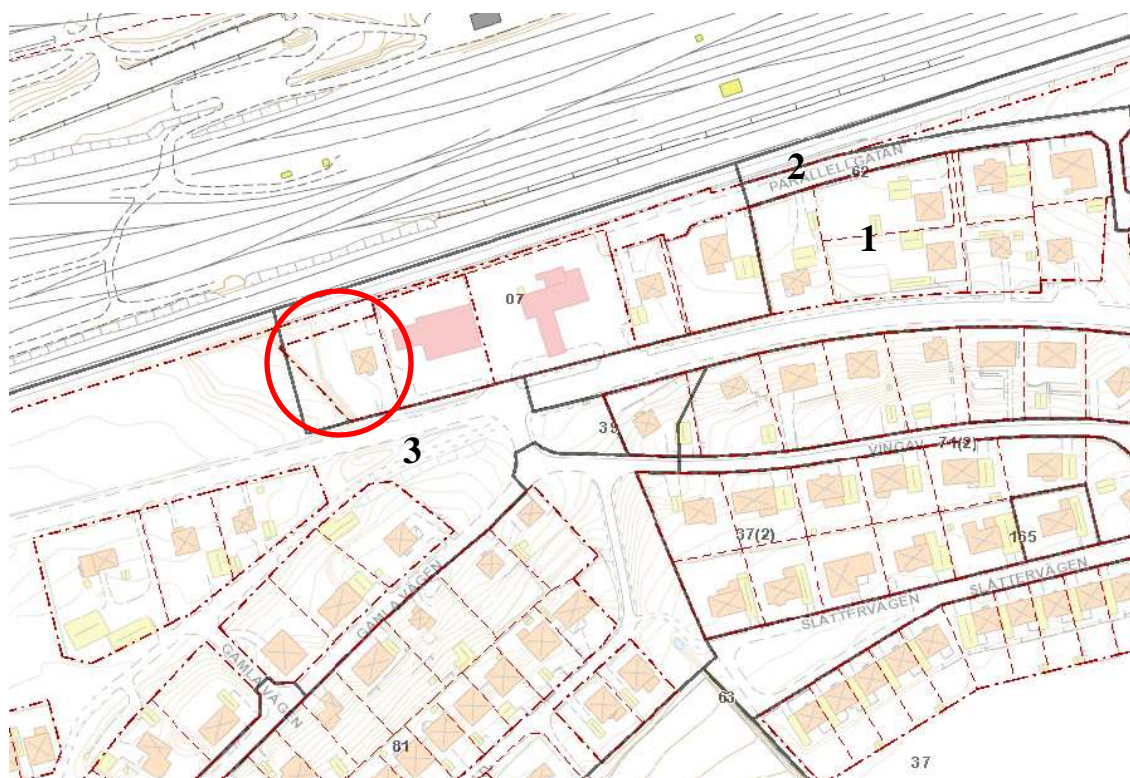 2
PARALLELLGATAN
62
1
07
3
39
VINGAV
71(2)
37(2)
165
SLÅTTERVÄGEN
SLÅTTERVÄGEN
GAMLA VÄGEN
GAMLA VÄGEN
63
81
37